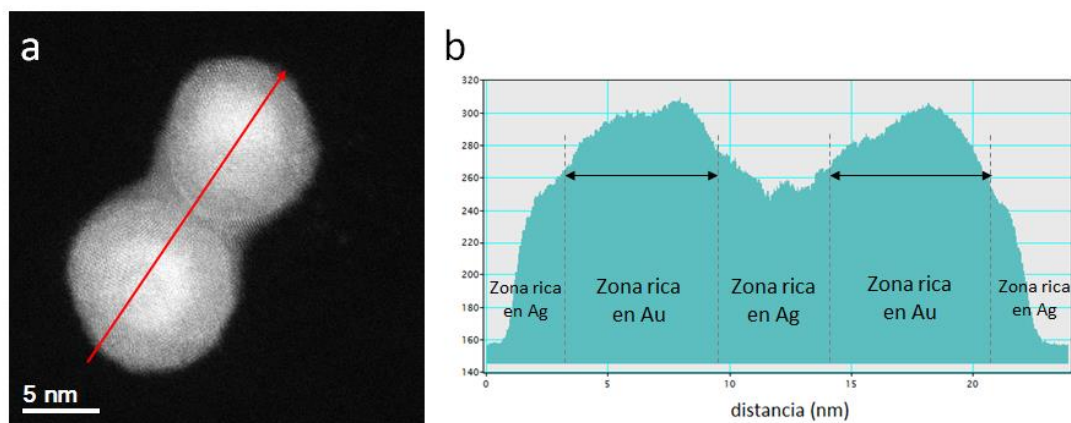 a
5 nm
b
320
300
280
260
240
220
200
180
160
140
Zona rica
en Ag
Zona rica
en Au
Zona rica
en Ag
Zona rica
en Au
Zona rica
en Ag
0
5
10
15
20
distancia (nm)